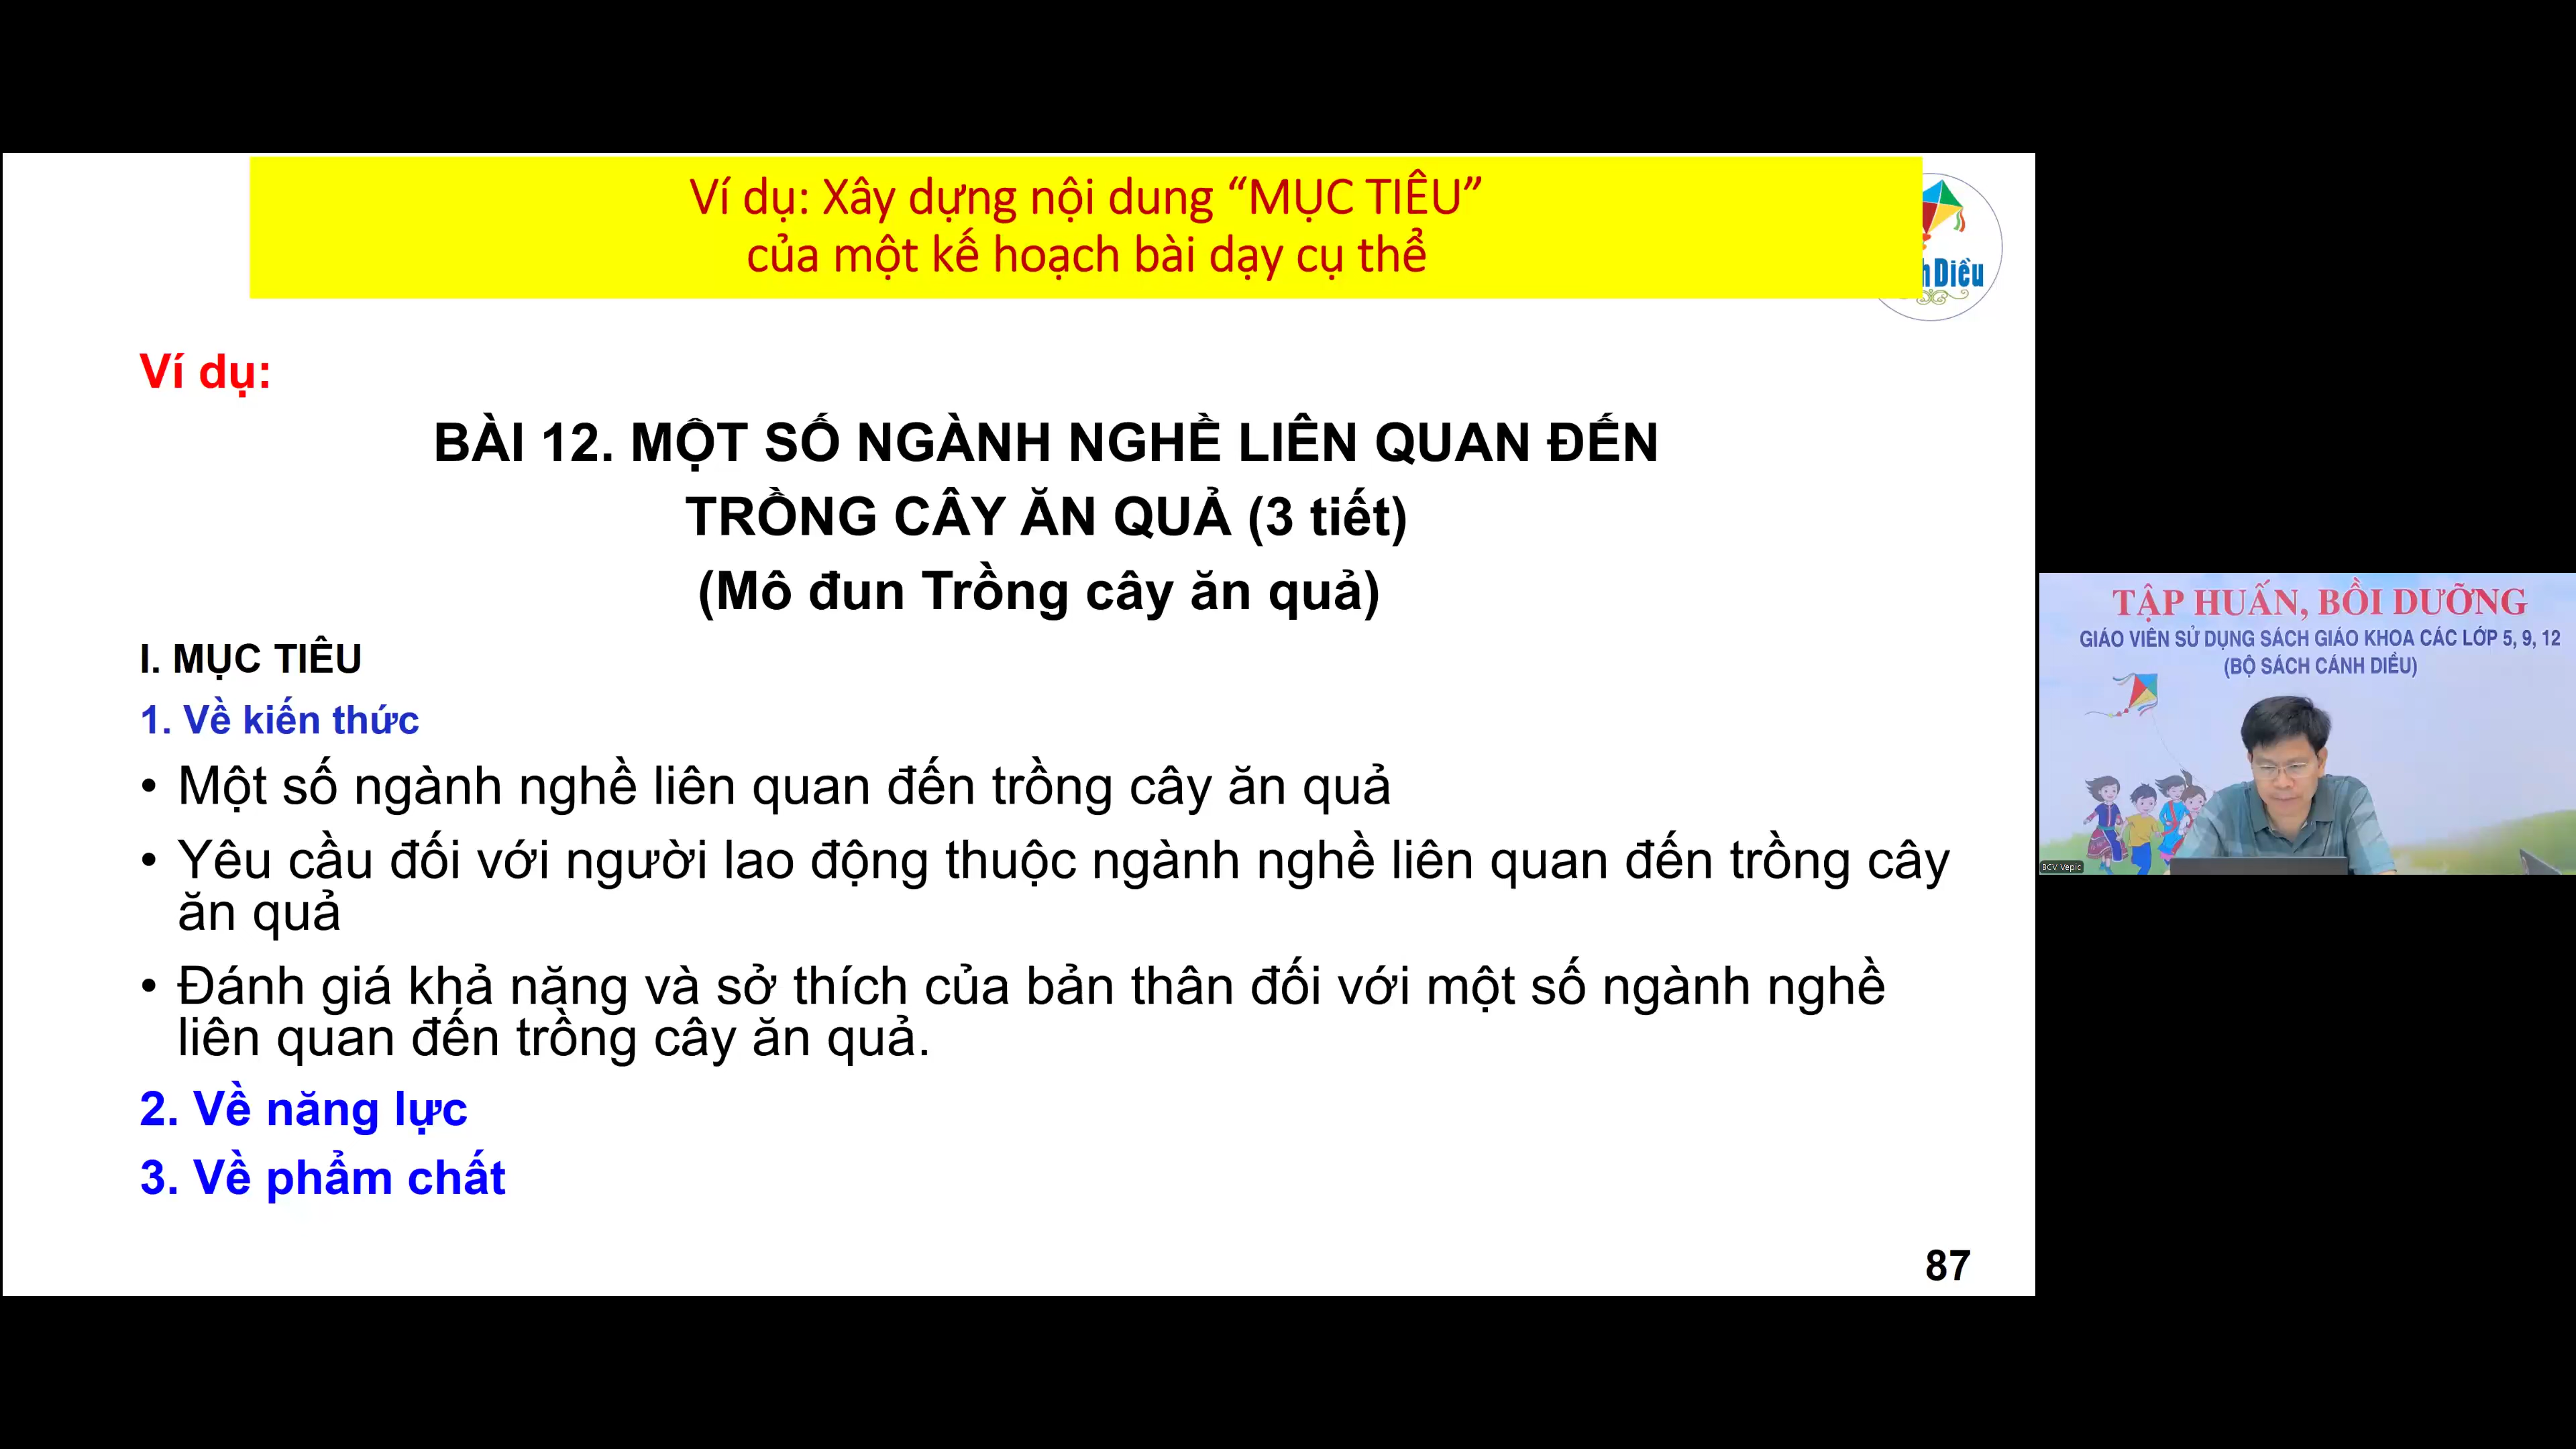 Ví dụ: Xây dựng nội dung “MỤC TIÊU”
của một kế hoạch bài dạy cụ thể
Diều
Ví dụ:
BÀI 12. MỘT SỐ NGÀNH NGHỀ LIÊN QUAN ĐẾN
TRỒNG CÂY ĂN QUẢ (3 tiết)
(Mô đun Trồng cây ăn quả)
I. MỤC TIÊU
1. Về kiến thức
• Một số ngành nghề liên quan đến trồng cây ăn quả
• Yêu cầu đối với người lao động thuộc ngành nghề liên quan đến trồng cây
ăn quả
• Đánh giá khả năng và sở thích của bản thân đối với một số ngành nghề
liên quan đến trồng cây ăn quả.
2. Về năng lực
3. Về phẩm chất
87
TẬP HUẤN, BỒI DƯỠNG
GIÁO VIÊN SỬ DỤNG SÁCH GIÁO KHOA CÁC LỚP 5, 9, 12
(BỘ SÁCH CÁNH DIỀU)
BCV Vepic